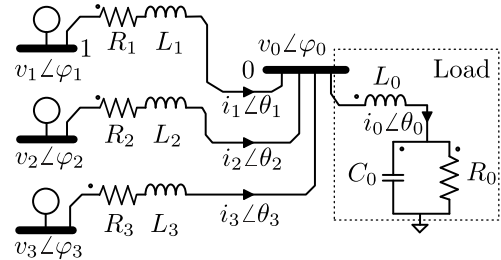 R₁ L₁
1
v₁∠φ₁
0
v₀∠φ₀
Load
L₀
i₁∠θ₁
i₀∠θ₀
R₂ L₂
v₂∠φ₂
i₂∠θ₂
C₀
R₀
R₃ L₃
i₃∠θ₃
v₃∠φ₃